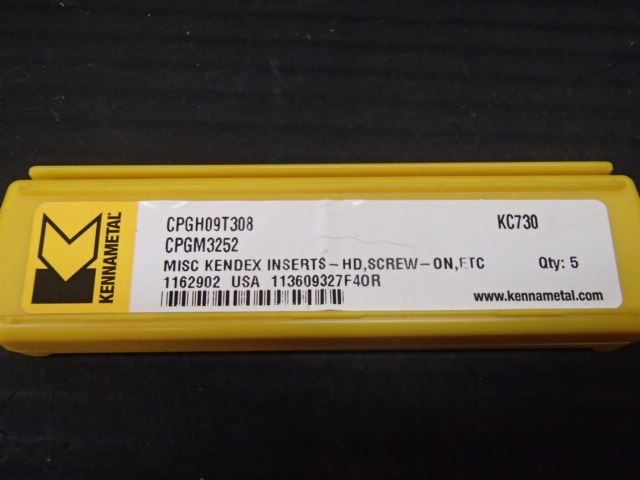 KENNAMETAL®
CPGH09T308
KC730
CPGM3252
MISC KENDEX INSERTS-HD,SCREW-ON,ETC
Qty: 5
1162902 USA 113609327F40R
www.kennametal.com